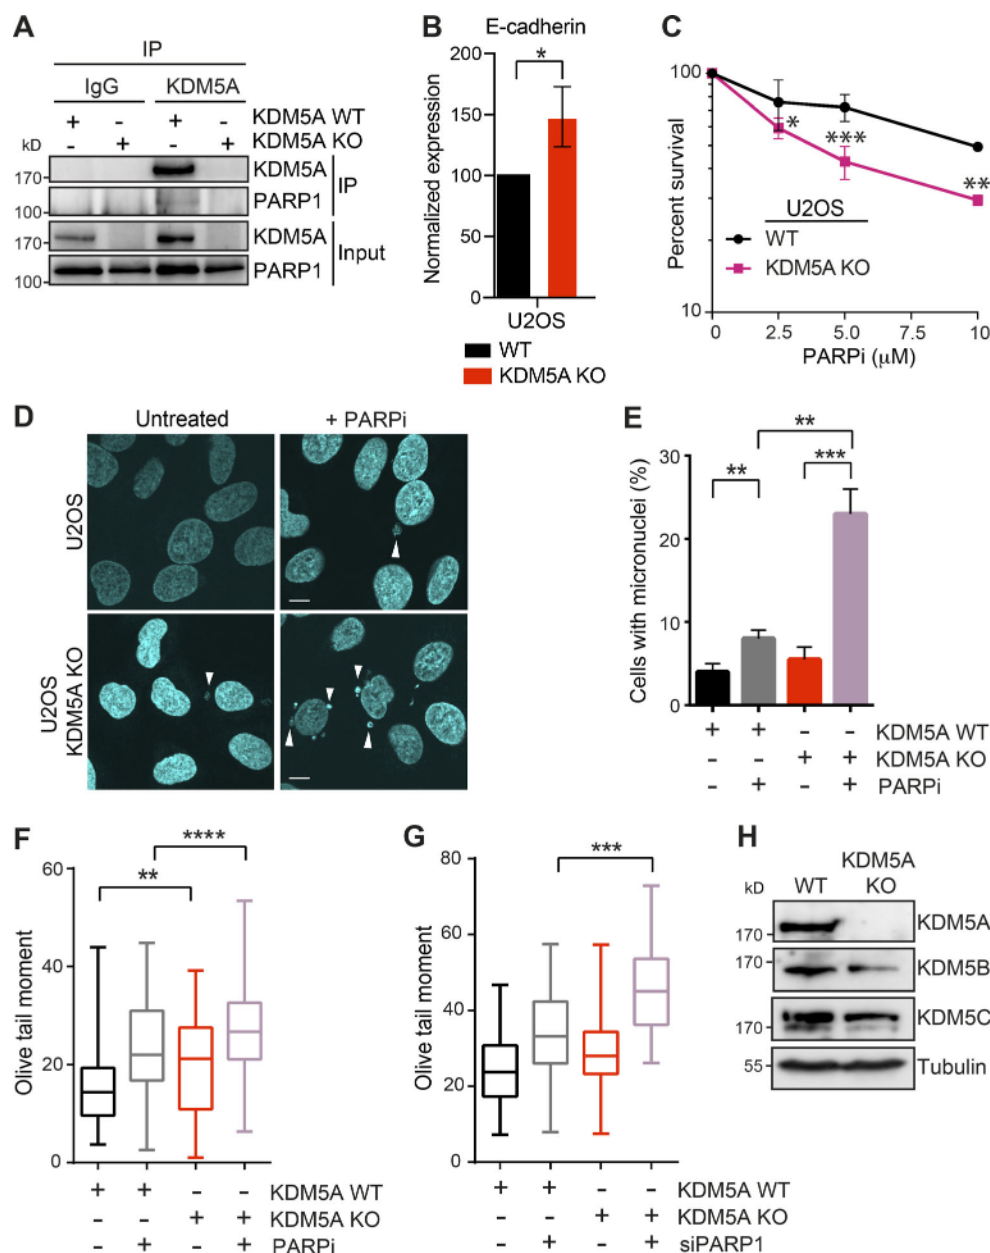 A
IP
IgG
KDM5A
+ – + – KDM5A WT
– + – + KDM5A KO
kD
170
KDM5A
100
PARP1
IP
170
KDM5A
100
PARP1
Input
B
E-cadherin
Normalized expression
200
150
100
50
0
*
U2OS
WT
KDM5A KO
C
Percent survival
100
10
*
***
**
U2OS
WT
KDM5A KO
0 2.5 5.0 7.5 10
PARPi (μM)
D
Untreated
+ PARPi
U2OS
U2OS
KDM5A KO
E
Cells with micronuclei (%)
30
20
10
0
**
**
***
+ + – – KDM5A WT
– – + + KDM5A KO
– + – + PARPi
F
Olive tail moment
60
40
20
0
****
**
+ + – – KDM5A WT
– – + + KDM5A KO
– + – + PARPi
G
Olive tail moment
80
60
40
20
0
***
+ + – – KDM5A WT
– – + + KDM5A KO
– + – + siPARP1
H
KDM5A
kD WT KO
170
KDM5A
170
KDM5B
170
KDM5C
55
Tubulin